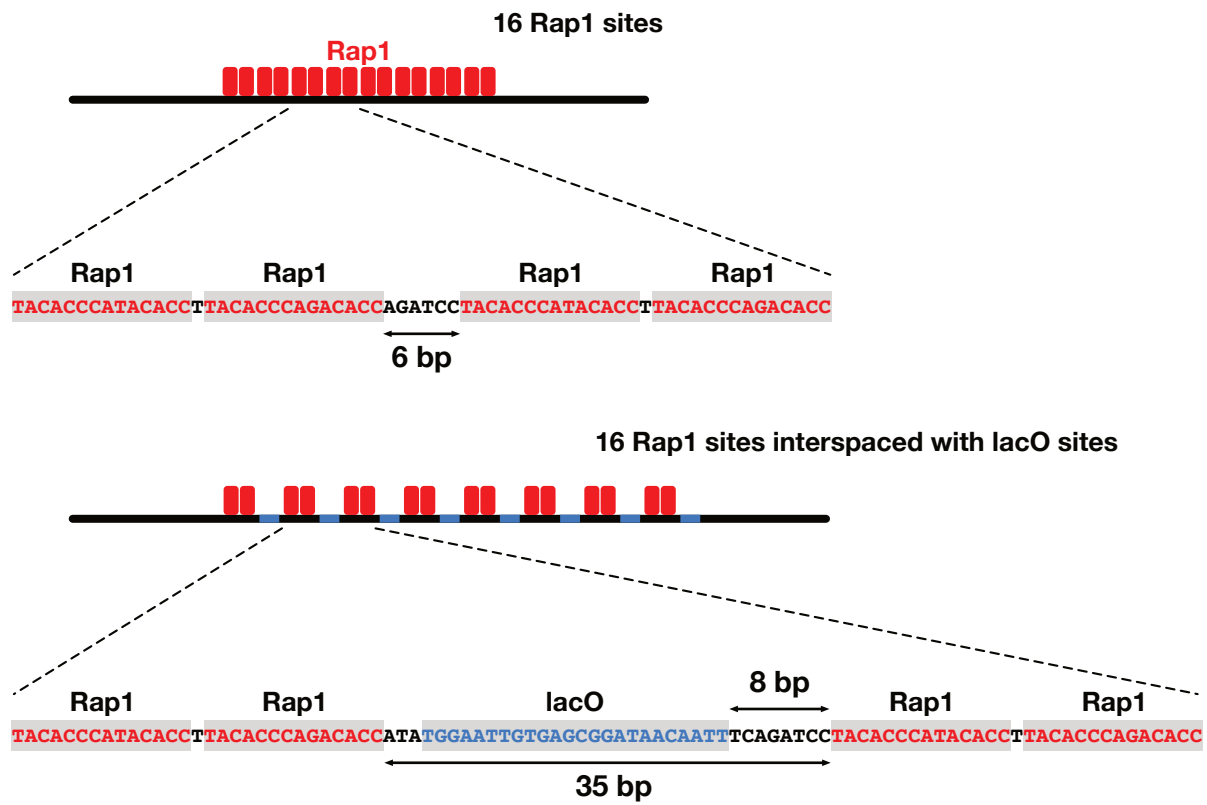 16 Rap1 sites
Rap1
Rap1 Rap1 Rap1 Rap1
TACACCCATACACCTTACACCCAGACACCAGATCCTACACCCATACACCTTACACCCAGACACC
6 bp
16 Rap1 sites interspaced with lacO sites
8 bp
Rap1 Rap1 lacO Rap1 Rap1
TACACCCATACACCTTACACCCAGACACCATATGGAATTGTGAGCGGATAACAATTTCAGATCCTACACCCATACACCTTACACCCAGACACC
35 bp